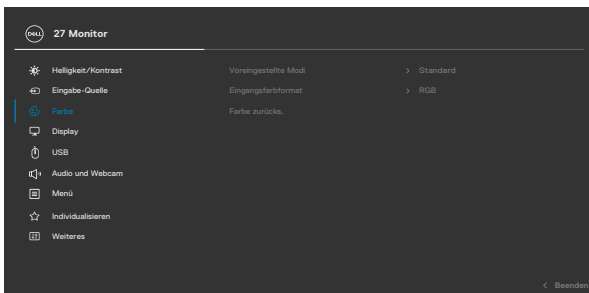 DELL 27 Monitor
Helligkeit/Kontrast Voreingestellte Modi > Standard
Eingabe-Quelle Eingangsfarbformat > RGB
Farbe Farbe zurücks.
Display
USB
Audio und Webcam
Menü
Individualisieren
Weiteres
< Beenden